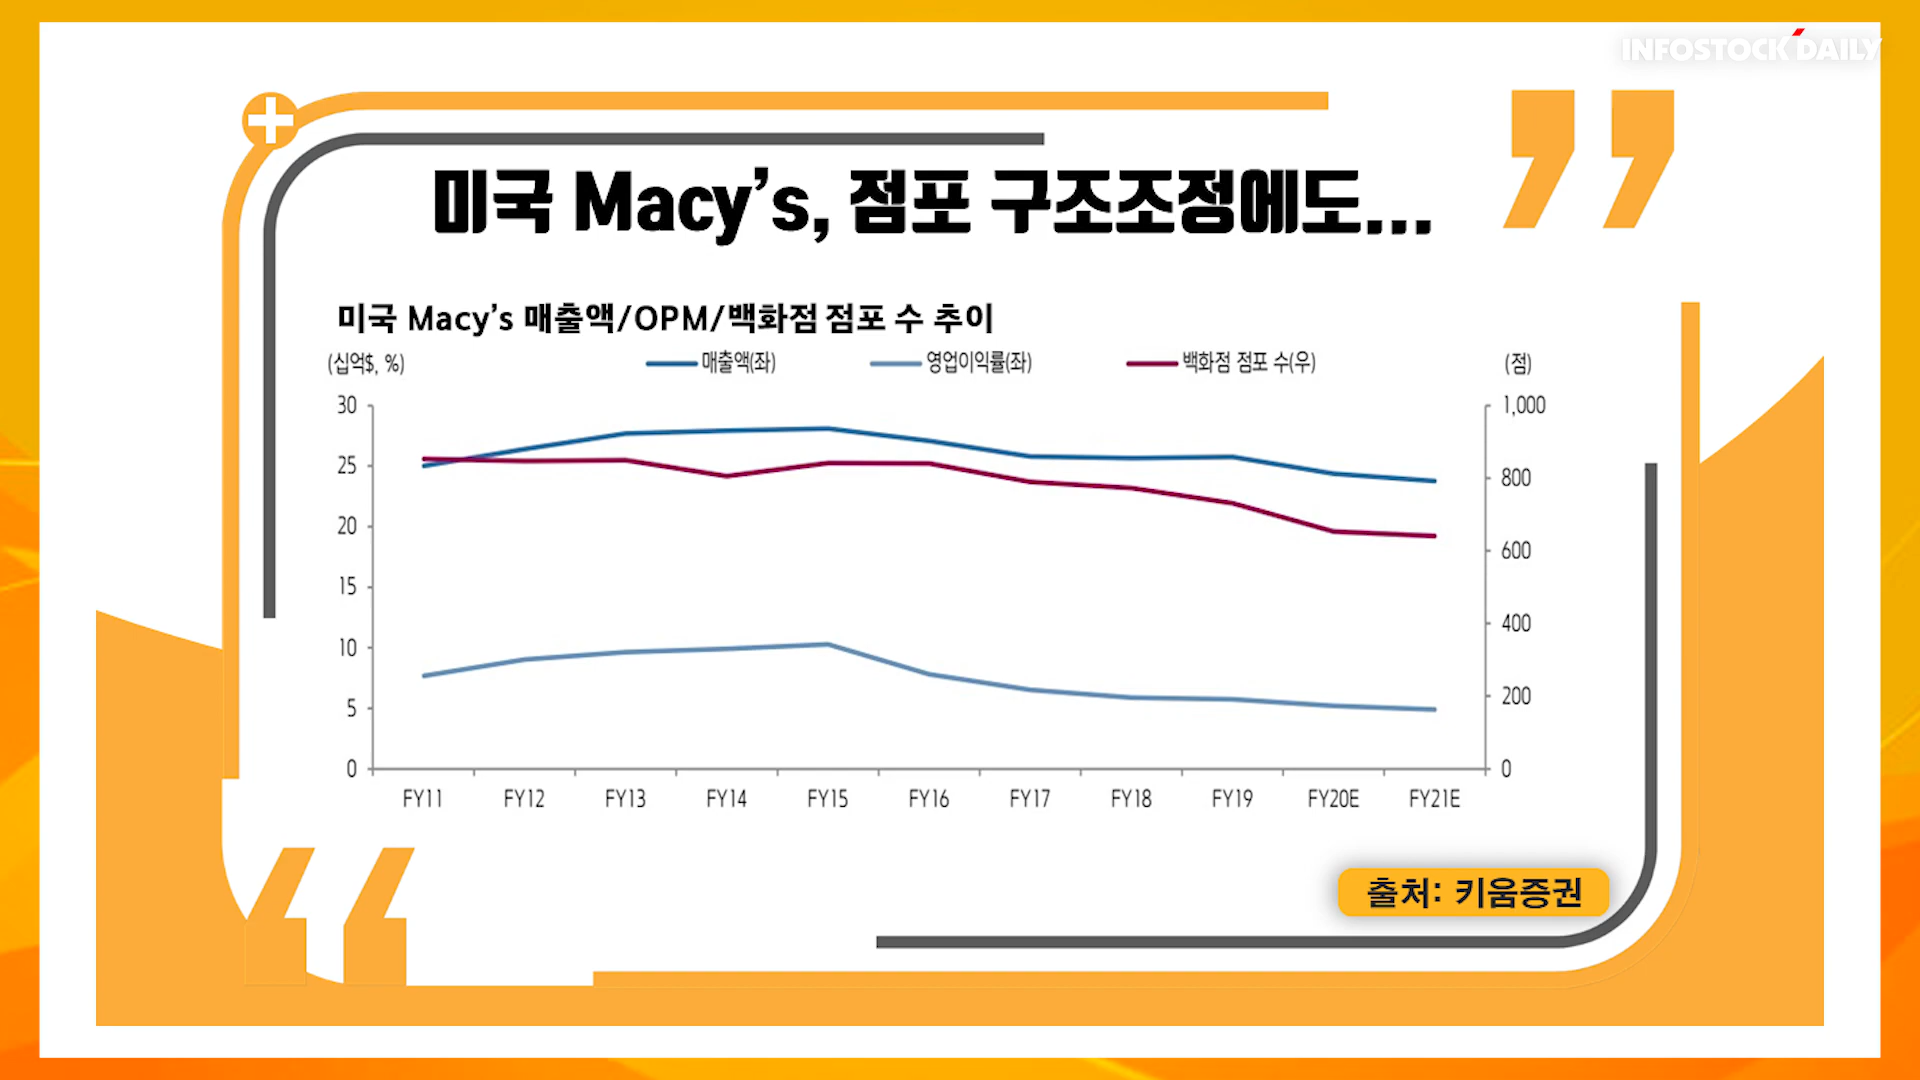 INFOSTOCK DAILY
미국 Macy's, 점포 구조조정에도...
미국 Macy's 매출액/OPM/백화점 점포 수 추이
(십억$, %) 매출액(좌) 영업이익률(좌) 백화점 점포 수(우) (점)
30 1,000
25 800
20 600
15 400
10 200
5 0
0
FY11 FY12 FY13 FY14 FY15 FY16 FY17 FY18 FY19 FY20E FY21E
출처: 키움증권